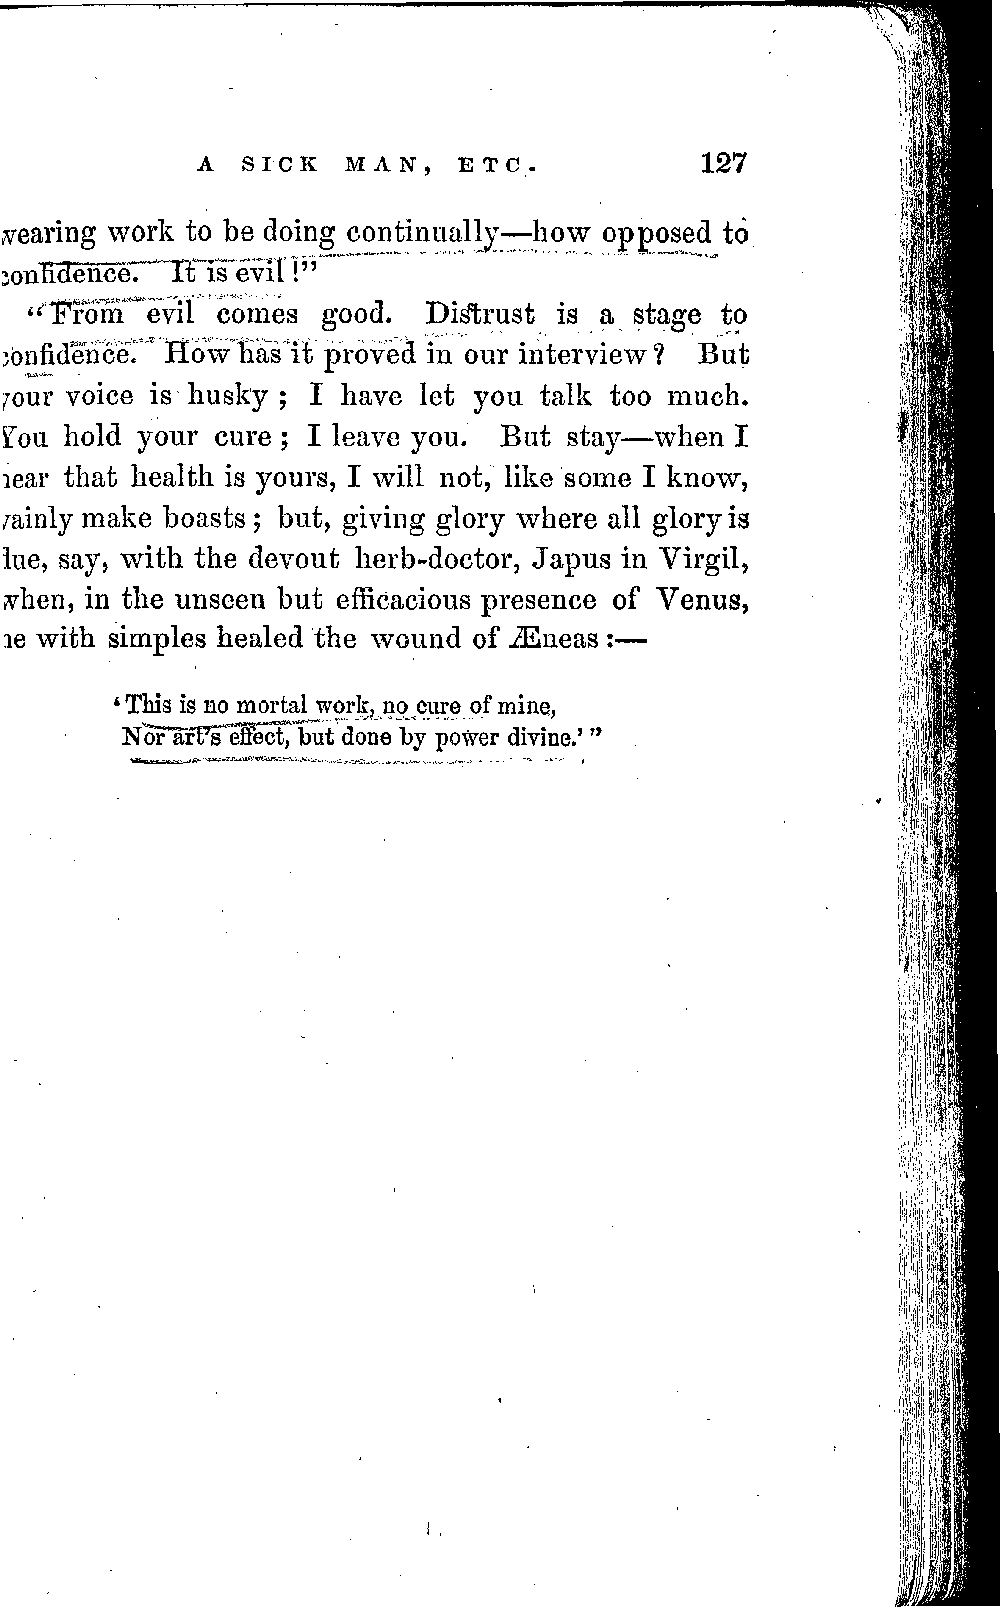 A SICK MAN, ETC. 127
wearing work to be doing continually—how opposed to
confidence. It is evil!"
"From evil comes good. Distrust is a stage to
confidence. How has it proved in our interview? But
your voice is husky; I have let you talk too much.
You hold your cure; I leave you. But stay—when I
hear that health is yours, I will not, like some I know,
vainly make boasts; but, giving glory where all glory is
due, say, with the devout herb-doctor, Japus in Virgil,
when, in the unseen but efficacious presence of Venus,
he with simples healed the wound of Æneas:—
'This is no mortal work, no cure of mine,
Nor art's effect, but done by power divine.'"